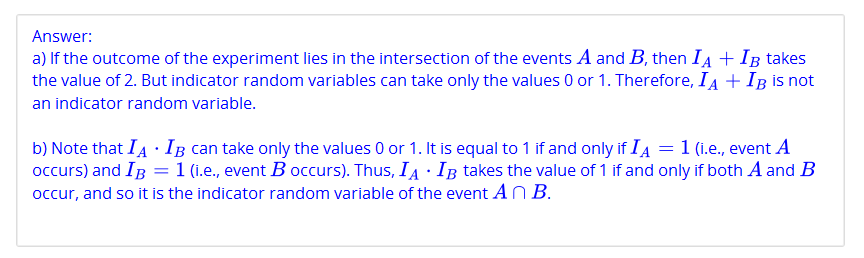 Answer:
a) If the outcome of the experiment lies in the intersection of the events A and B, then I_A + I_B takes
the value of 2. But indicator random variables can take only the values 0 or 1. Therefore, I_A + I_B is not
an indicator random variable.
b) Note that I_A · I_B can take only the values 0 or 1. It is equal to 1 if and only if I_A = 1 (i.e., event A
occurs) and I_B = 1 (i.e., event B occurs). Thus, I_A · I_B takes the value of 1 if and only if both A and B
occur, and so it is the indicator random variable of the event A ∩ B.